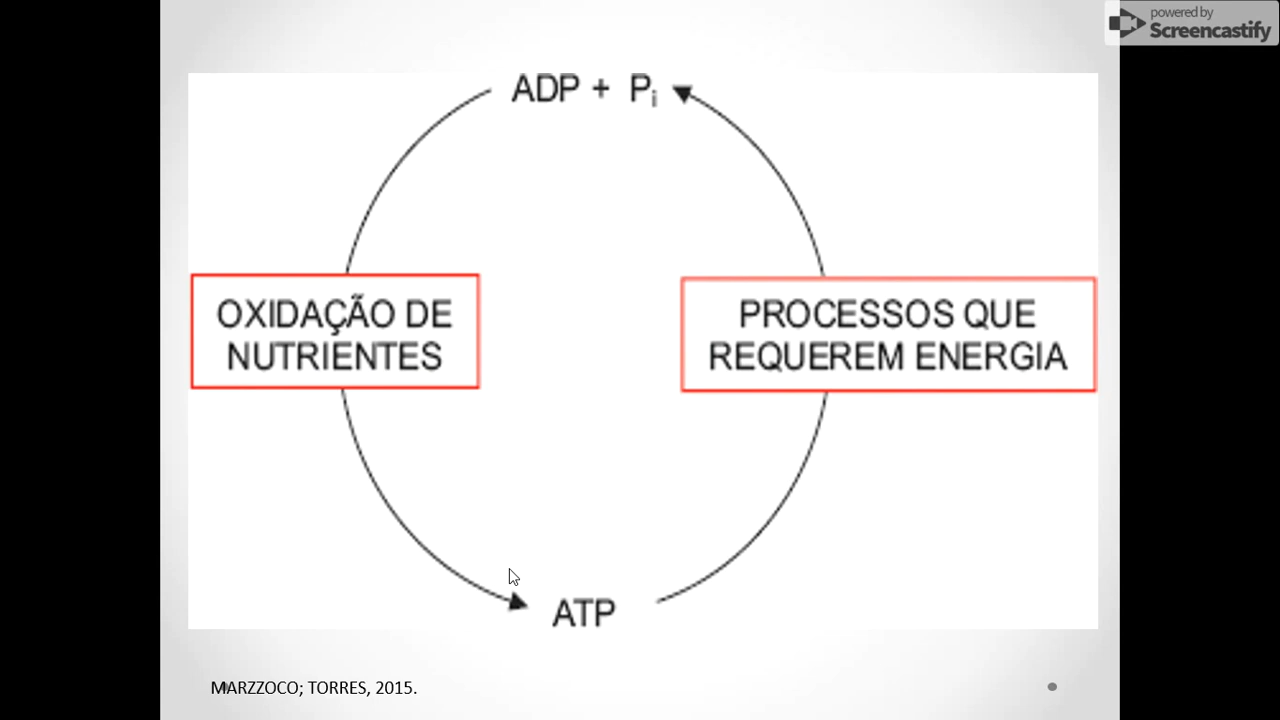 powered by
Screencastify
ADP + Pi
OXIDAÇÃO DE
NUTRIENTES
PROCESSOS QUE
REQUEREM ENERGIA
ATP
MARZZOCO; TORRES, 2015.